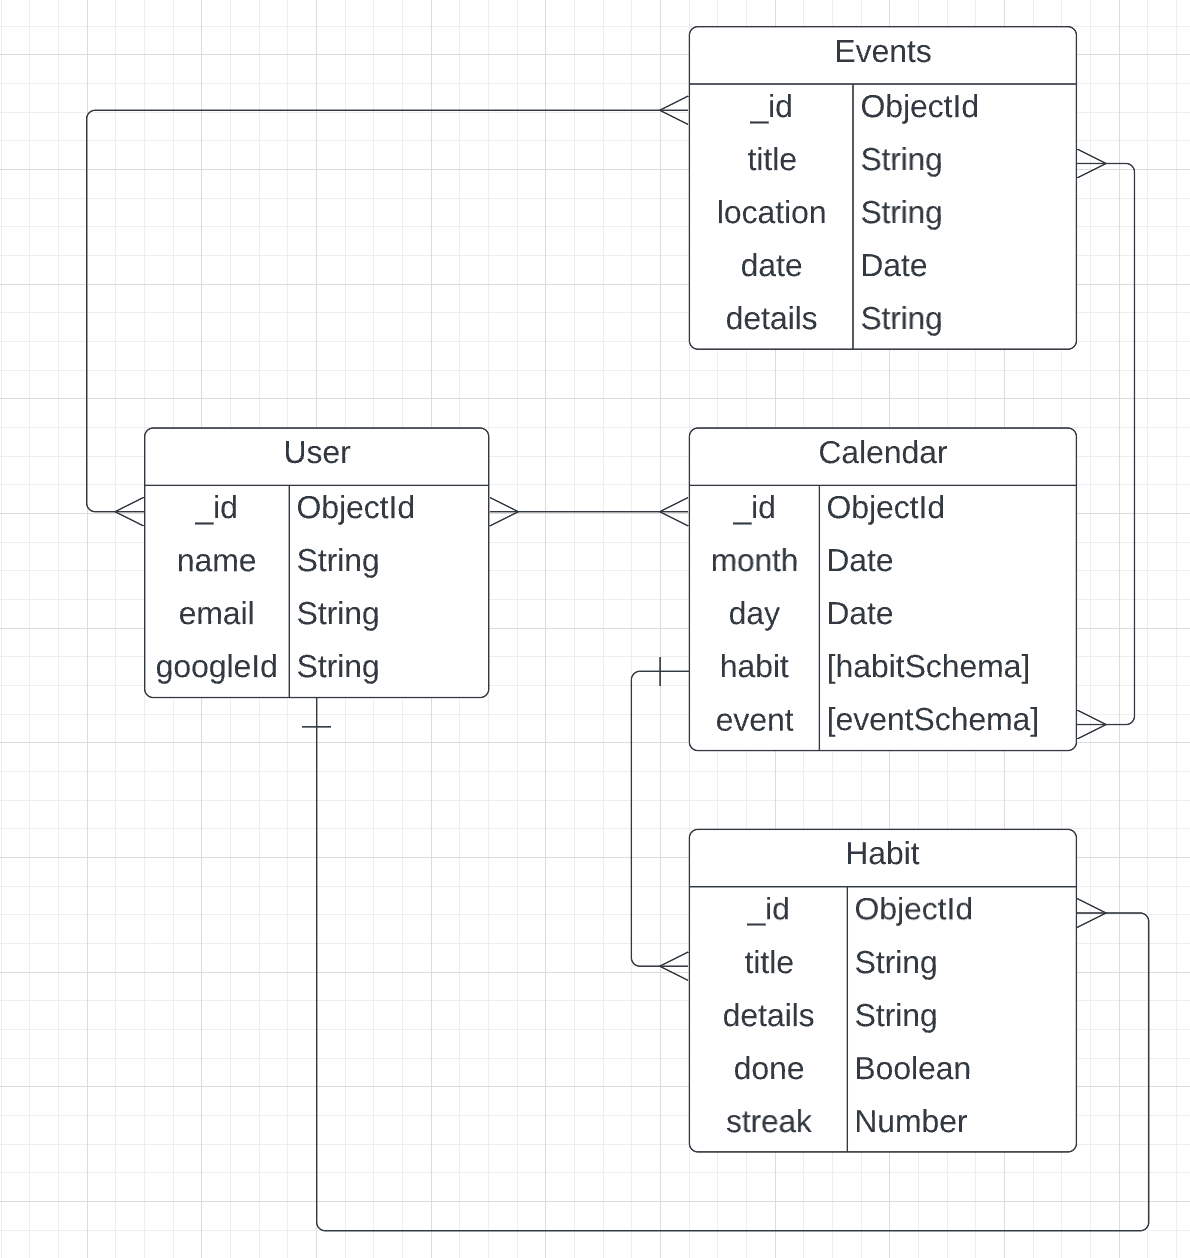 Events
_id ObjectId
title String
location String
date Date
details String
User
_id ObjectId
name String
email String
googleId String
Calendar
_id ObjectId
month Date
day Date
habit [habitSchema]
event [eventSchema]
Habit
_id ObjectId
title String
details String
done Boolean
streak Number